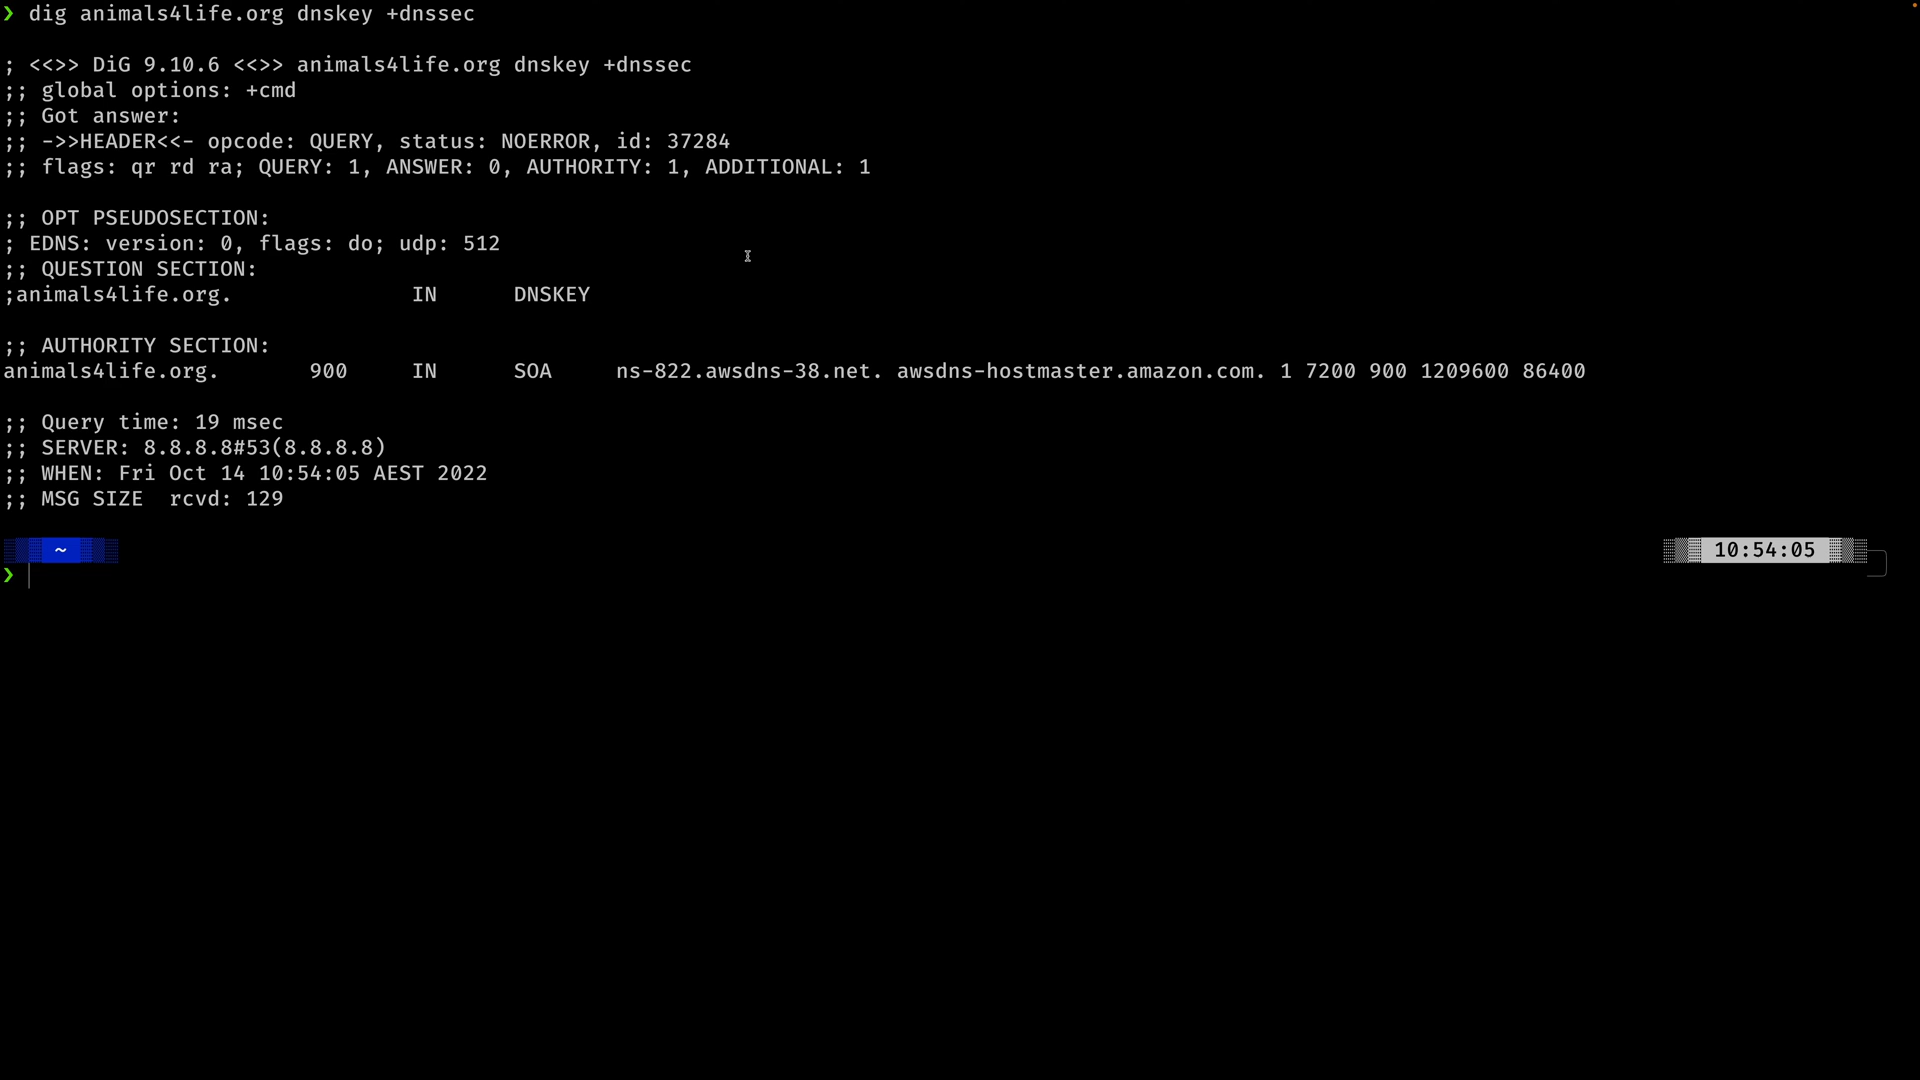 ❯ dig animals4life.org dnskey +dnssec
; <<>> DiG 9.10.6 <<>> animals4life.org dnskey +dnssec
;; global options: +cmd
;; Got answer:
;; ->>HEADER<<- opcode: QUERY, status: NOERROR, id: 37284
;; flags: qr rd ra; QUERY: 1, ANSWER: 0, AUTHORITY: 1, ADDITIONAL: 1
;; OPT PSEUDOSECTION:
; EDNS: version: 0, flags: do; udp: 512
;; QUESTION SECTION:
;animals4life.org. IN DNSKEY
;; AUTHORITY SECTION:
animals4life.org. 900 IN SOA ns-822.awsdns-38.net. awsdns-hostmaster.amazon.com. 1 7200 900 1209600 86400
;; Query time: 19 msec
;; SERVER: 8.8.8.8#53(8.8.8.8)
;; WHEN: Fri Oct 14 10:54:05 AEST 2022
;; MSG SIZE rcvd: 129
~ 10:54:05
❯